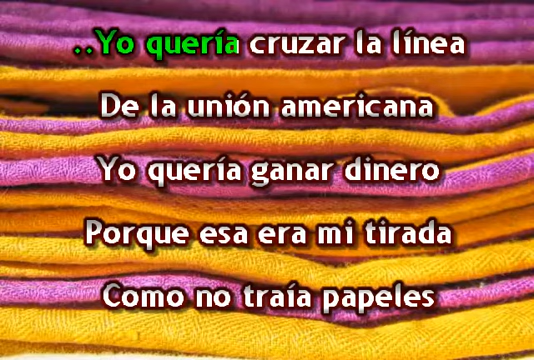 ..Yo quería cruzar la línea
De la unión americana
Yo quería ganar dinero
Porque esa era mi tirada
Como no traía papeles